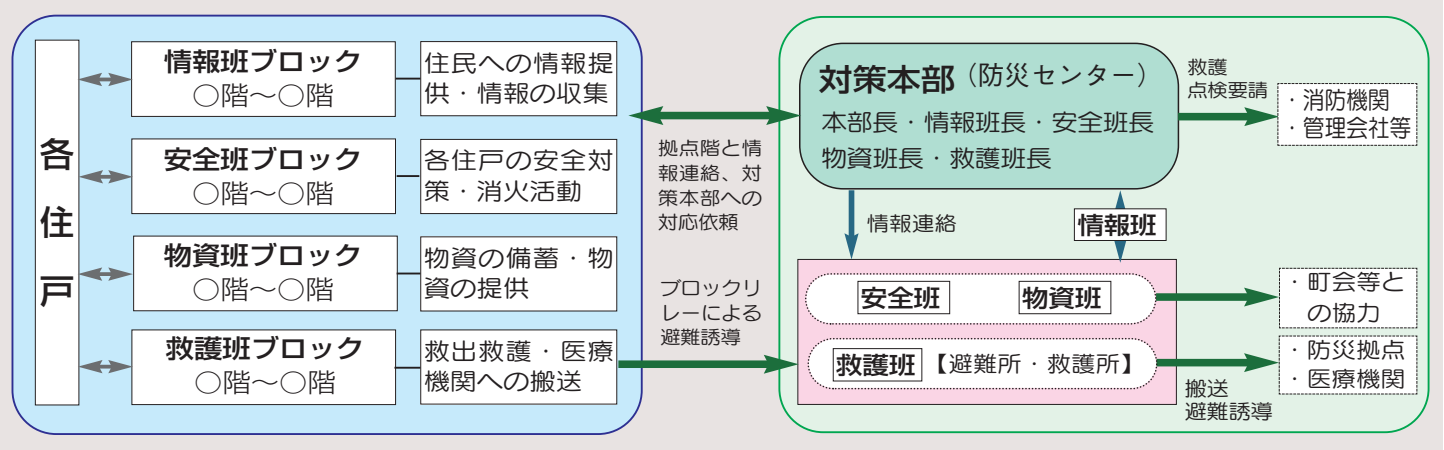 各住戸
情報班ブロック
○階～○階
住民への情報提
供・情報の収集
安全班ブロック
○階～○階
各住戸の安全対
策・消火活動
物資班ブロック
○階～○階
物資の備蓄・物
資の提供
救護班ブロック
○階～○階
救出救護・医療
機関への搬送
拠点階と情
報連絡、対
策本部への
対応依頼
ブロックリ
レーによる
避難誘導
対策本部（防災センター）
本部長・情報班長・安全班長
物資班長・救護班長
救護
点検要請
・消防機関
・管理会社等
情報連絡
情報班
安全班
物資班
救護班【避難所・救護所】
・町会等と
の協力
・防災拠点
・医療機関
搬送
避難誘導